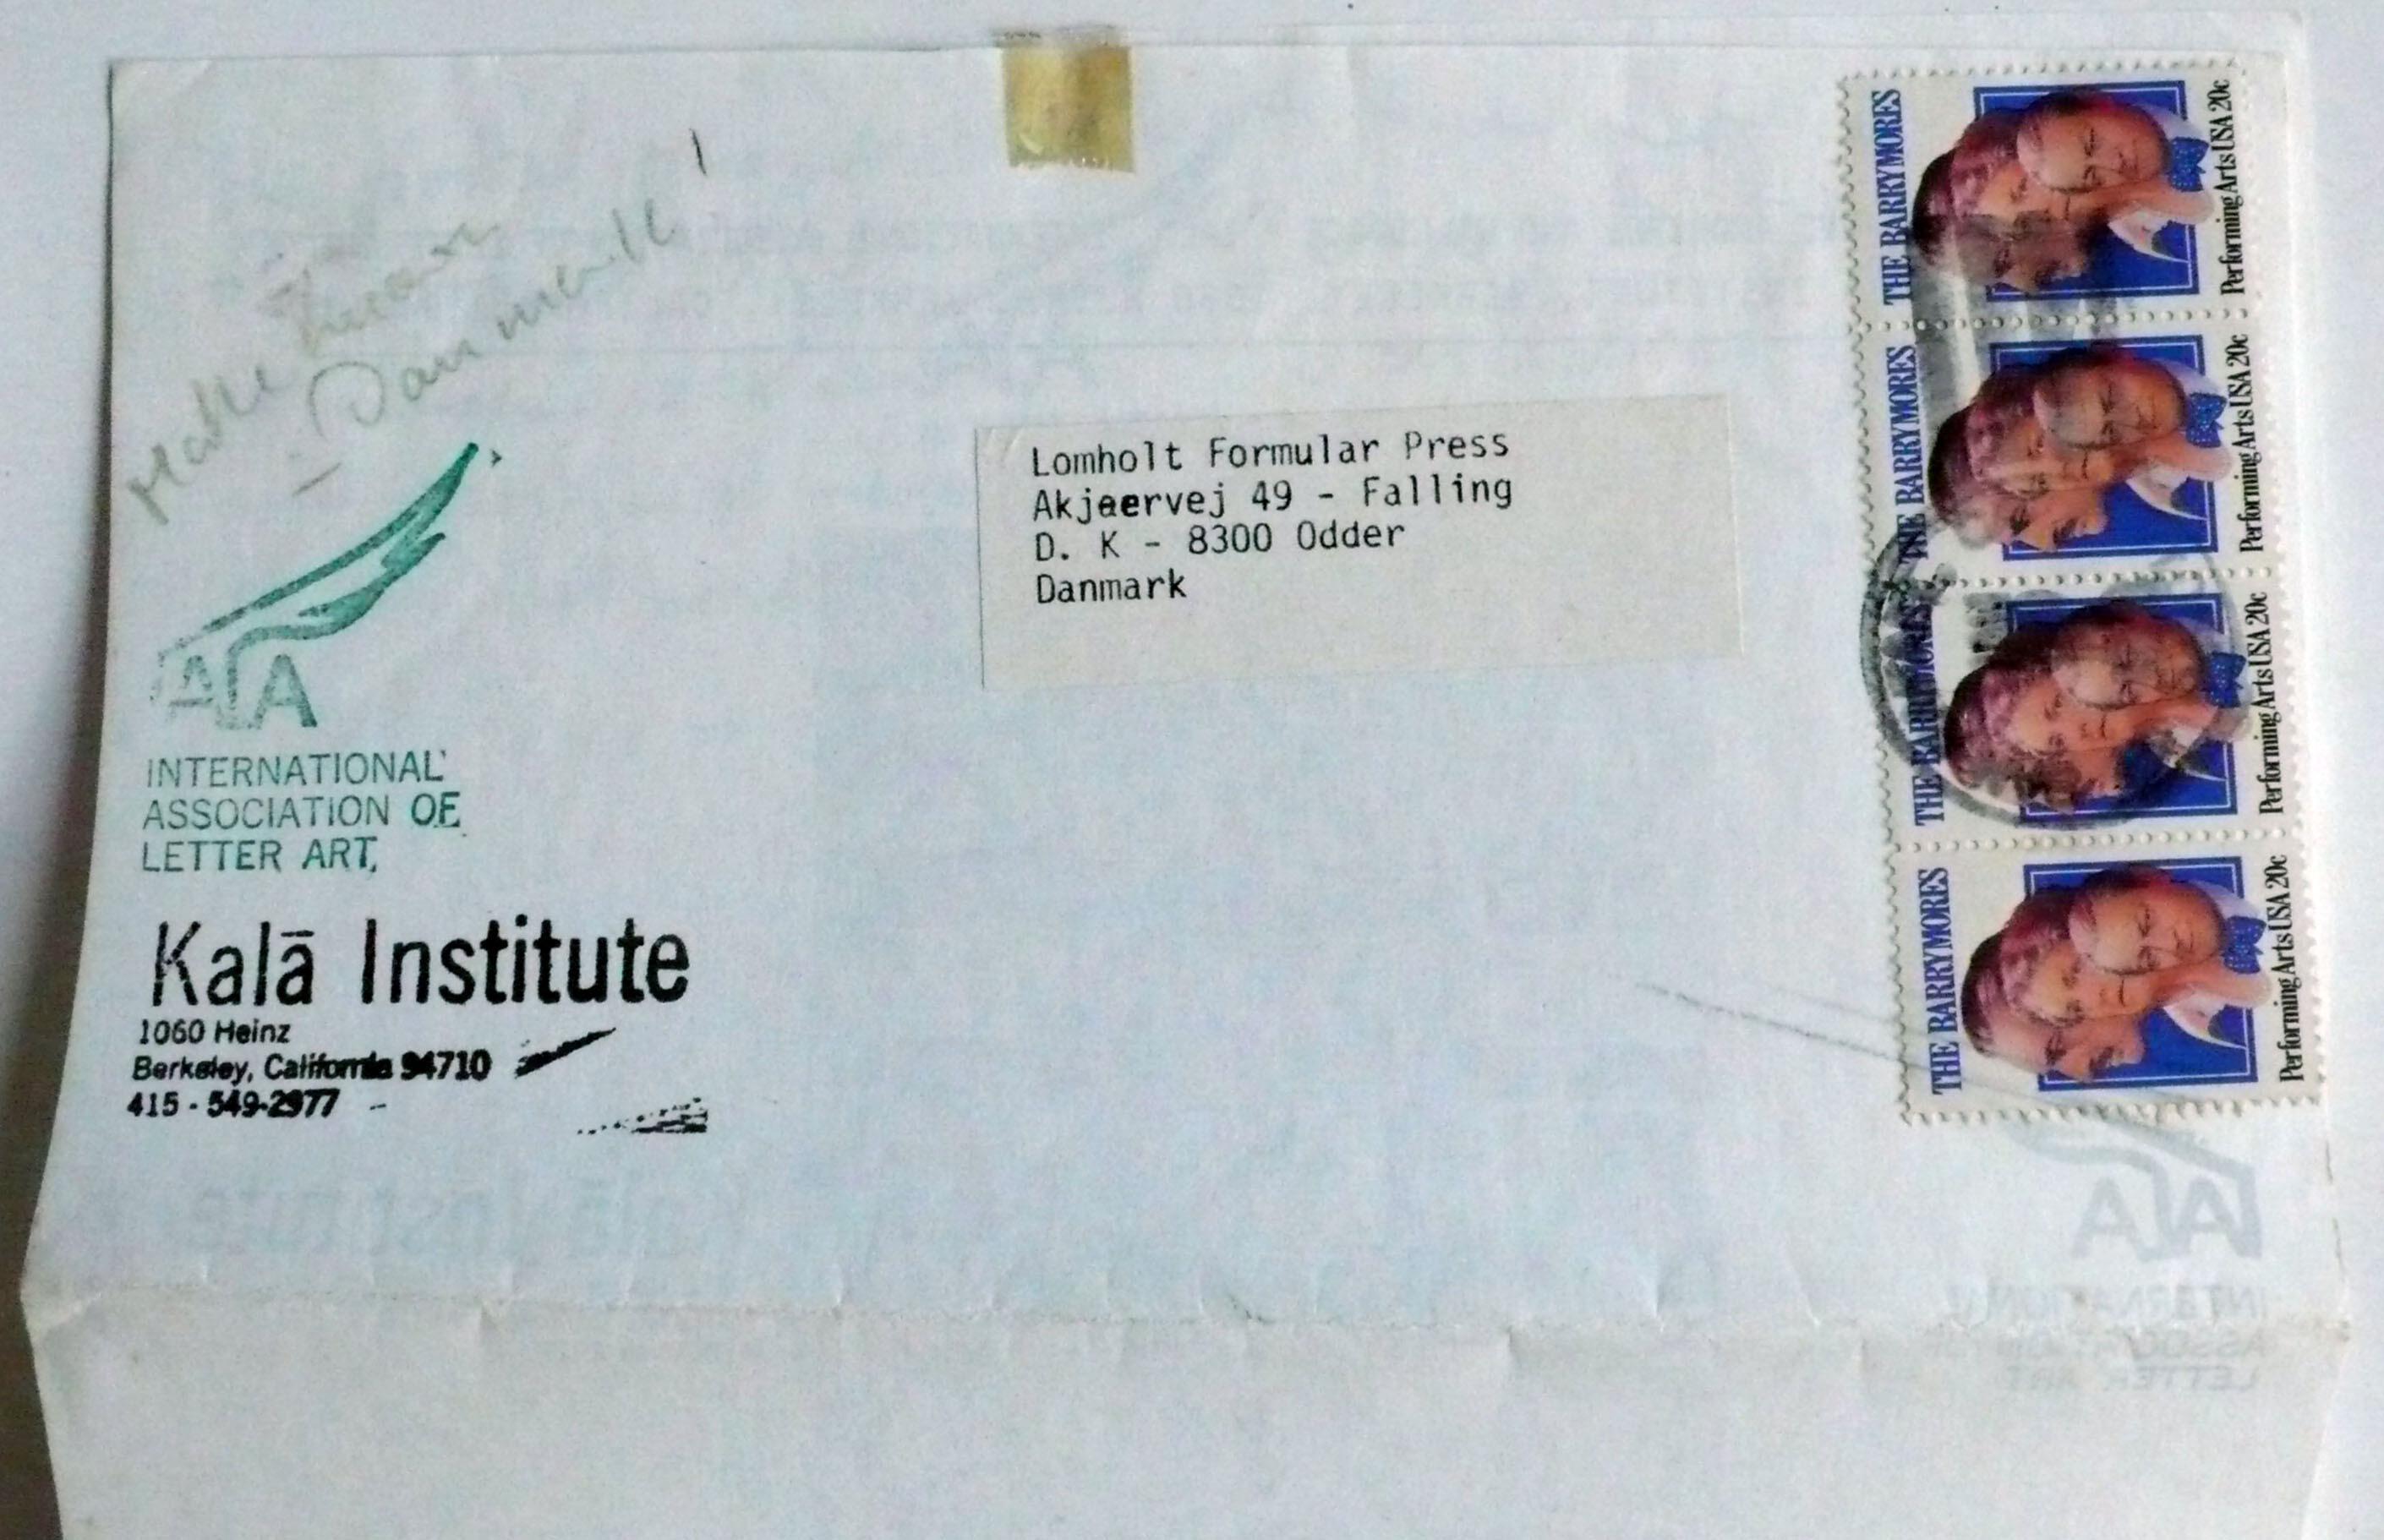 Danmark
AAA
INTERNATIONAL
ASSOCIATION OF
LETTER ART,
Kalā Institute
1060 Heinz
Berkeley, California 94710
415 - 549-2977
Lomholt Formular Press
Akjaervej 49 - Falling
D. K - 8300 Odder
Danmark
THE BARRYMORES
Performing Arts USA 20c
THE BARRYMORES
Performing Arts USA 20c
THE BARRYMORES
Performing Arts USA 20c
THE BARRYMORES
Performing Arts USA 20c